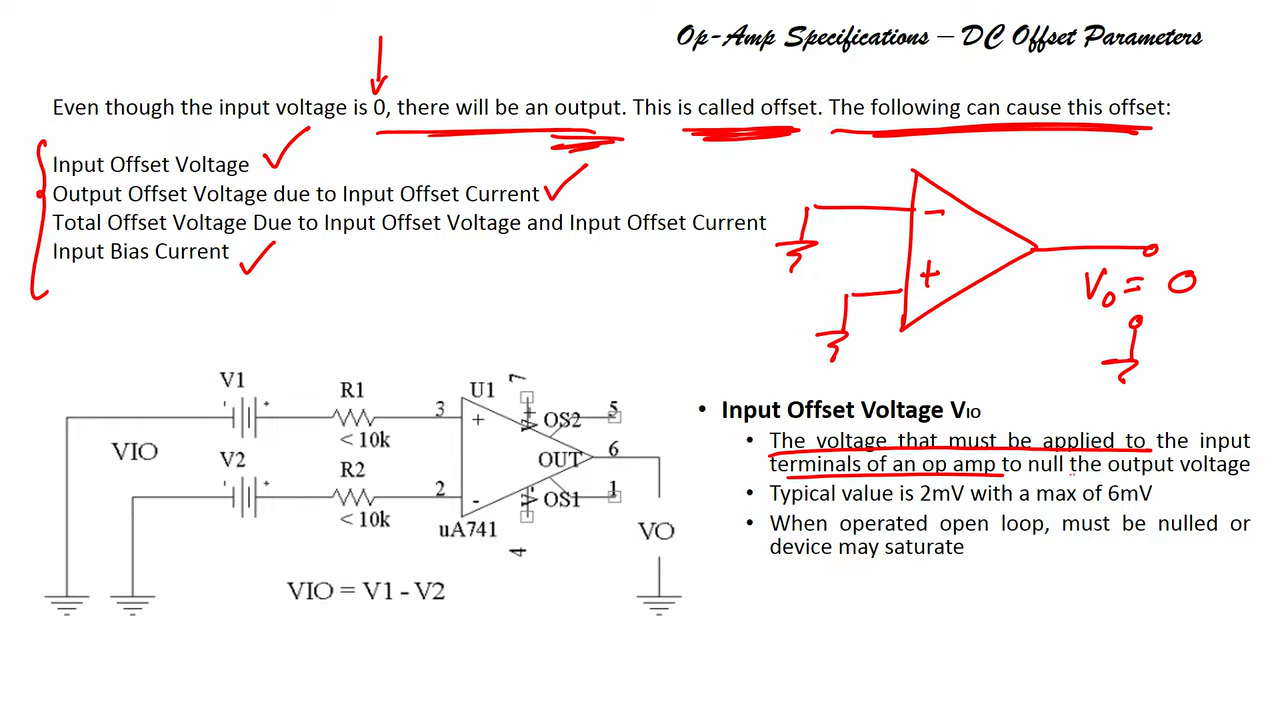 Op-Amp Specifications – DC Offset Parameters
Even though the input voltage is 0, there will be an output. This is called offset. The following can cause this offset:
Input Offset Voltage
Output Offset Voltage due to Input Offset Current
Total Offset Voltage Due to Input Offset Voltage and Input Offset Current
Input Bias Current
-
+
Vo = 0
V1
R1
U1
7
3
+
V+
OS2
5
< 10k
VIO
OUT
6
V2
R2
2
-
V-
OS1
1
< 10k
uA741
4
VO
VIO = V1 - V2
• Input Offset Voltage VIO
• The voltage that must be applied to the input
terminals of an op amp to null the output voltage
• Typical value is 2mV with a max of 6mV
• When operated open loop, must be nulled or
device may saturate